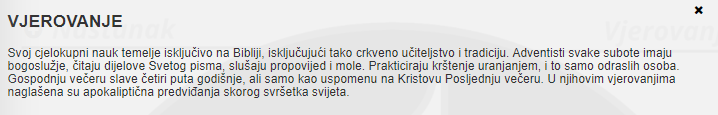 VJEROVANJE
Svoj cjelokupni nauk temelje isključivo na Bibliji, isključujući tako crkveno učiteljstvo i tradiciju. Adventisti svake subote imaju
bogoslužje, čitaju dijelove Svetog pisma, slušaju propovijed i mole. Prakticiraju krštenje uranjanjem, i to samo odraslih osoba.
Gospodnju večeru slave četiri puta godišnje, ali samo kao uspomenu na Kristovu Posljednju večeru. U njihovim vjerovanjima
naglašena su apokaliptična predviđanja skorog svršetka svijeta.